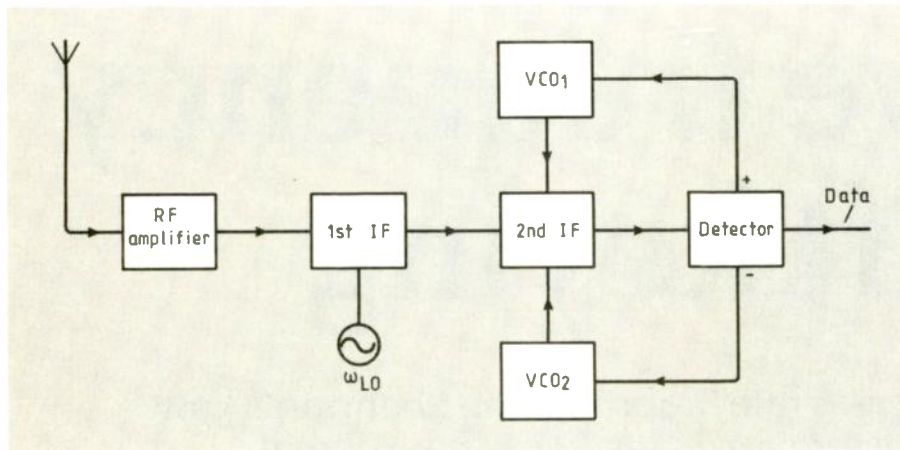 RF
amplifier
1st IF
ωLO
VCO1
2nd IF
VCO2
+
Detector
-
Data